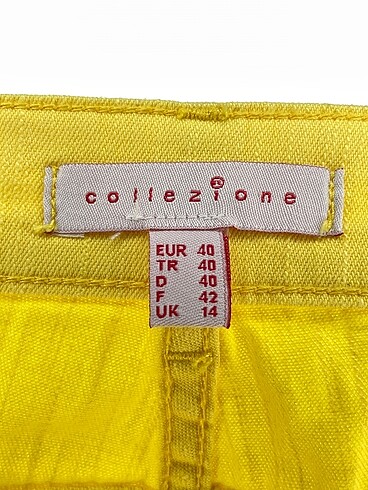 collezione
EUR 40
TR 40
D 40
F 42
UK 14